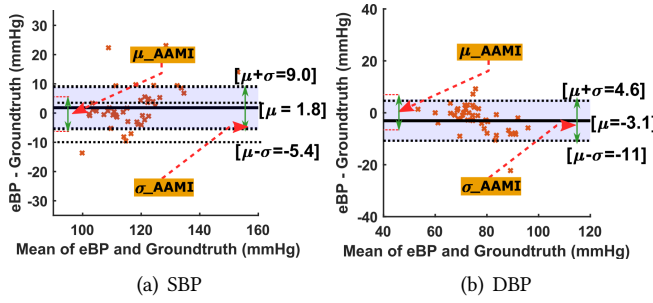 eBP - Groundtruth (mmHg)
30
20
10
0
-10
-20
-30
μ_AAMI
[μ+σ=9.0]
[μ = 1.8]
[μ-σ=-5.4]
σ_AAMI
100
120
140
160
Mean of eBP and Groundtruth (mmHg)
(a) SBP
eBP - Groundtruth (mmHg)
40
20
0
-20
-40
μ_AAMI
[μ+σ=4.6]
[μ=-3.1]
[μ-σ=-11]
σ_AAMI
40
60
80
100
120
Mean of eBP and Groundtruth (mmHg)
(b) DBP